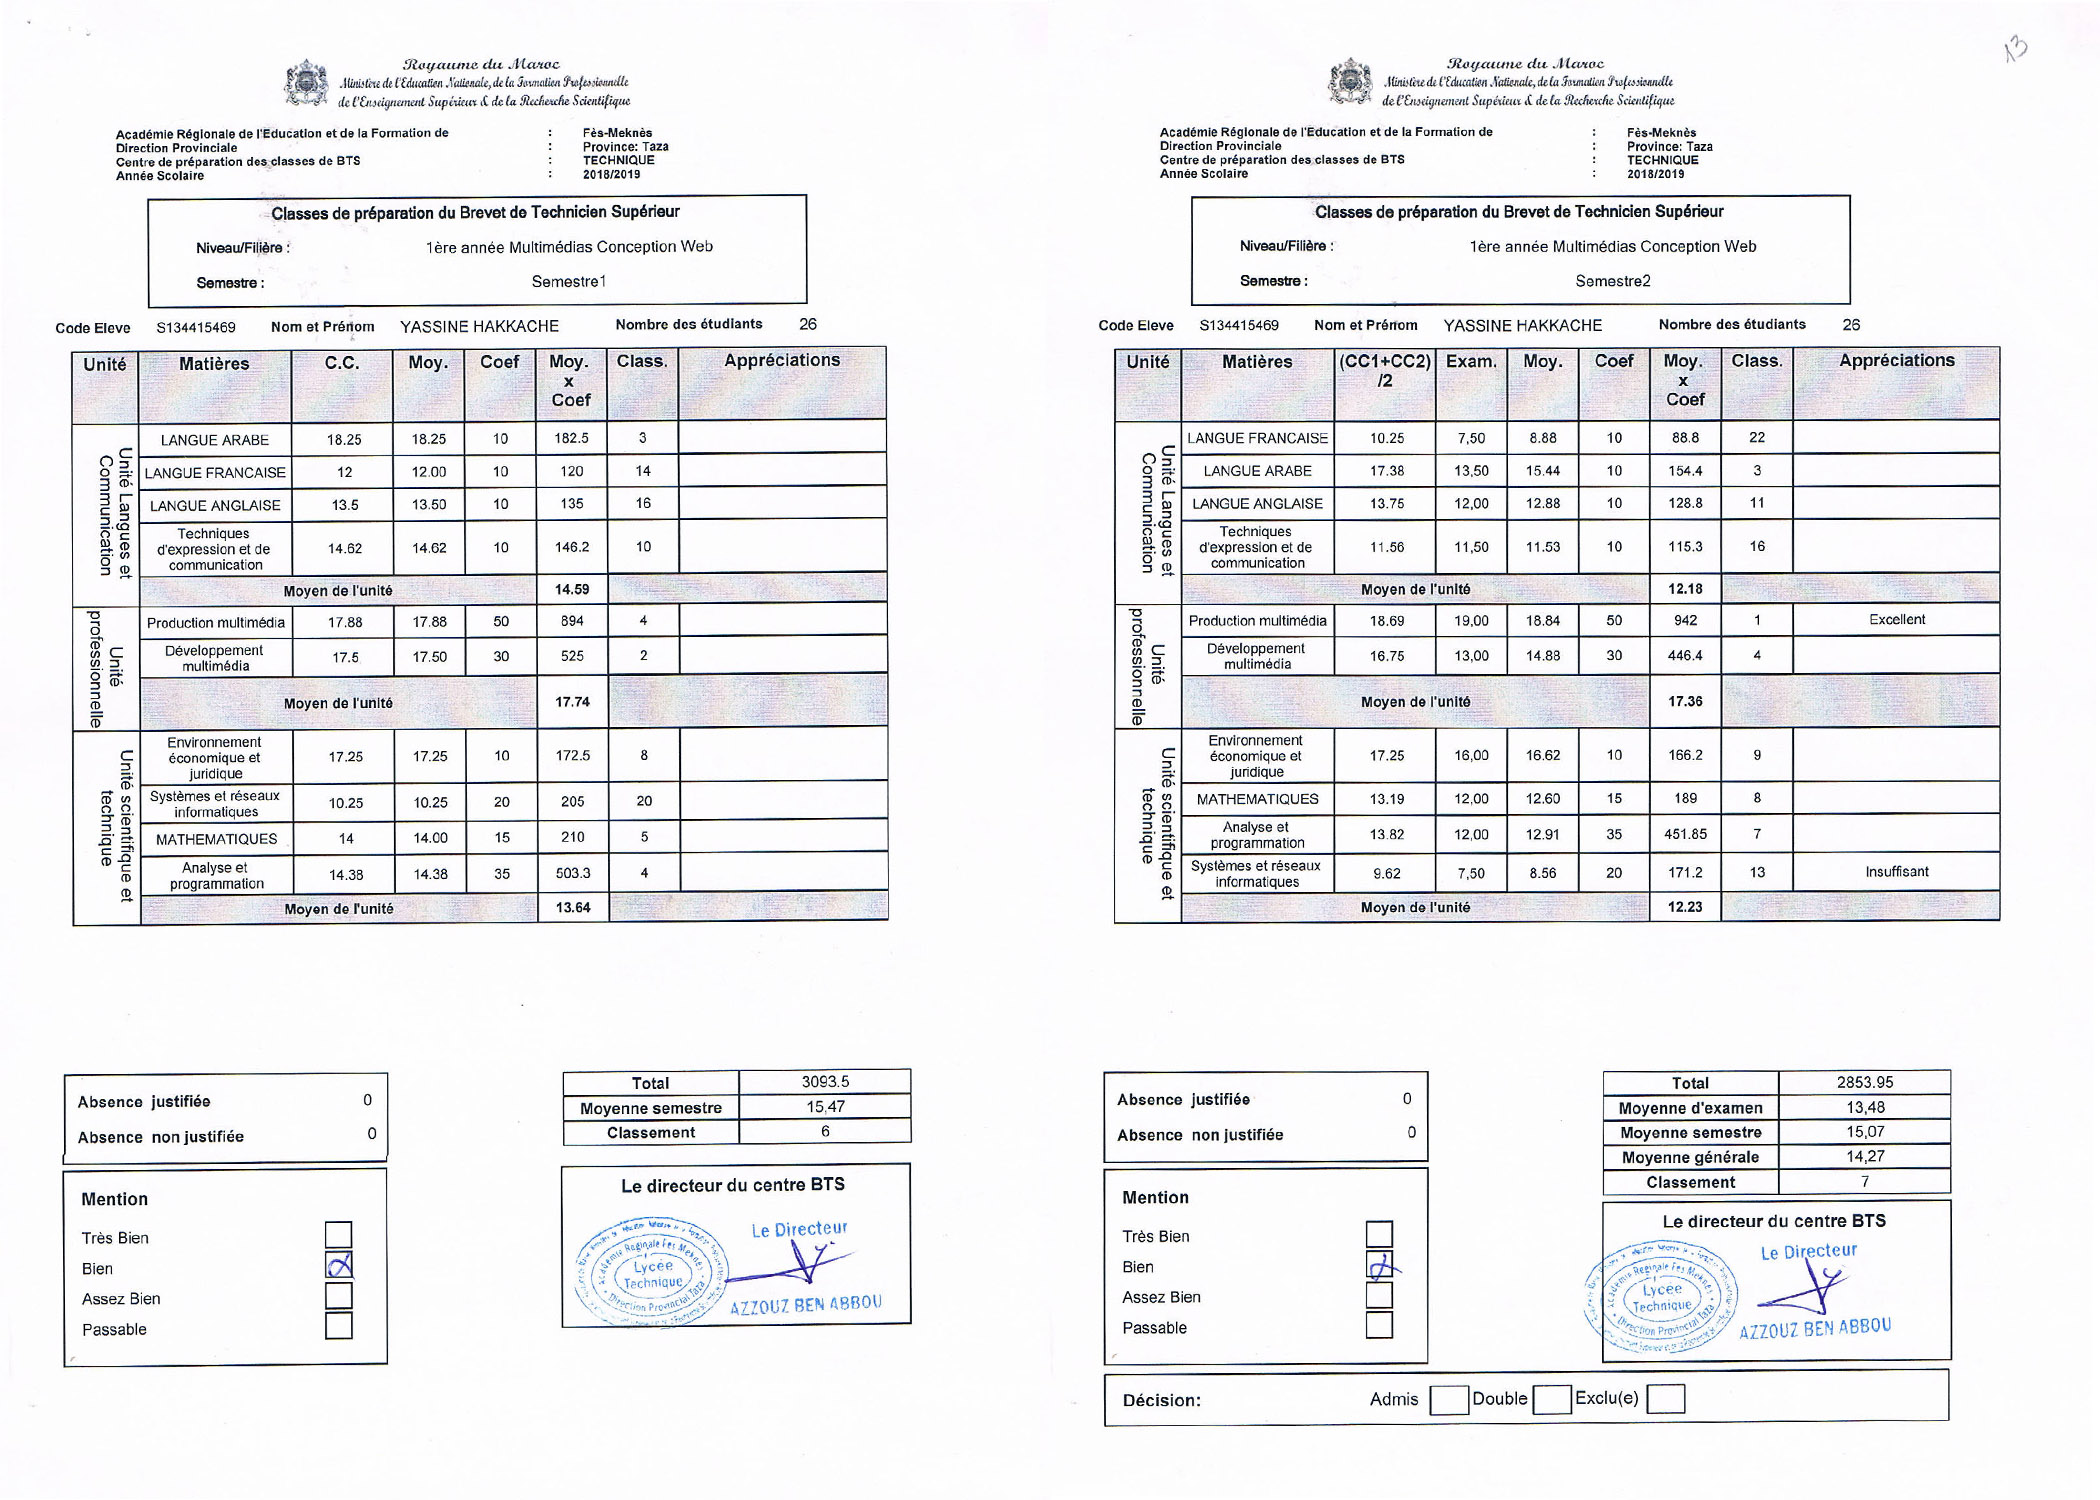 Royaume du Maroc
Ministère de l'Education Nationale, de la Formation Professionnelle
de l'Enseignement Supérieur & de la Recherche Scientifique
Académie Régionale de l'Education et de la Formation de : Fès-Meknès
Direction Provinciale : Province: Taza
Centre de préparation des classes de BTS : TECHNIQUE
Année Scolaire : 2018/2019
Classes de préparation du Brevet de Technicien Supérieur
Niveau/Filière : 1ère année Multimédias Conception Web
Semestre : Semestre1
Code Eleve S134415469 Nom et Prénom YASSINE HAKKACHE Nombre des étudiants 26
Unité Matières C.C. Moy. Coef Moy. x Coef Class. Appréciations
Unité Langues et Communication
LANGUE ARABE 18.25 18.25 10 182.5 3
LANGUE FRANCAISE 12 12.00 10 120 14
LANGUE ANGLAISE 13.5 13.50 10 135 16
Techniques d'expression et de communication 14.62 14.62 10 146.2 10
Moyen de l'unité 14.59
Unité professionnelle
Production multimédia 17.88 17.88 50 894 4
Développement multimédia 17.5 17.50 30 525 2
Moyen de l'unité 17.74
Unité scientifique et technique
Environnement économique et juridique 17.25 17.25 10 172.5 8
Systèmes et réseaux informatiques 10.25 10.25 20 205 20
MATHEMATIQUES 14 14.00 15 210 5
Analyse et programmation 14.38 14.38 35 503.3 4
Moyen de l'unité 13.64
Absence justifiée 0
Absence non justifiée 0
Total 3093.5
Moyenne semestre 15,47
Classement 6
Mention
Très Bien
Bien
Assez Bien
Passable
Le directeur du centre BTS
Le Directeur
Lycée
Technique
AZZOUZ BEN ABBOU
13
Royaume du Maroc
Ministère de l'Education Nationale, de la Formation Professionnelle
de l'Enseignement Supérieur & de la Recherche Scientifique
Académie Régionale de l'Education et de la Formation de : Fès-Meknès
Direction Provinciale : Province: Taza
Centre de préparation des classes de BTS : TECHNIQUE
Année Scolaire : 2018/2019
Classes de préparation du Brevet de Technicien Supérieur
Niveau/Filière : 1ère année Multimédias Conception Web
Semestre : Semestre2
Code Eleve S134415469 Nom et Prénom YASSINE HAKKACHE Nombre des étudiants 26
Unité Matières (CC1+CC2) /2 Exam. Moy. Coef Moy. x Coef Class. Appréciations
Unité Langues et Communication
LANGUE FRANCAISE 10.25 7,50 8.88 10 88.8 22
LANGUE ARABE 17.38 13,50 15.44 10 154.4 3
LANGUE ANGLAISE 13.75 12,00 12.88 10 128.8 11
Techniques d'expression et de communication 11.56 11,50 11.53 10 115.3 16
Moyen de l'unité 12.18
Unité professionnelle
Production multimédia 18.69 19,00 18.84 50 942 1 Excellent
Développement multimédia 16.75 13,00 14.88 30 446.4 4
Moyen de l'unité 17.36
Unité scientifique et technique
Environnement économique et juridique 17.25 16,00 16.62 10 166.2 9
MATHEMATIQUES 13.19 12,00 12.60 15 189 8
Analyse et programmation 13.82 12,00 12.91 35 451.85 7
Systèmes et réseaux informatiques 9.62 7,50 8.56 20 171.2 13 Insuffisant
Moyen de l'unité 12.23
Absence justifiée 0
Absence non justifiée 0
Total 2853.95
Moyenne d'examen 13,48
Moyenne semestre 15,07
Moyenne générale 14,27
Classement 7
Mention
Très Bien
Bien
Assez Bien
Passable
Le directeur du centre BTS
Le Directeur
Lycée
Technique
AZZOUZ BEN ABBOU
Décision: Admis Double Exclu(e)